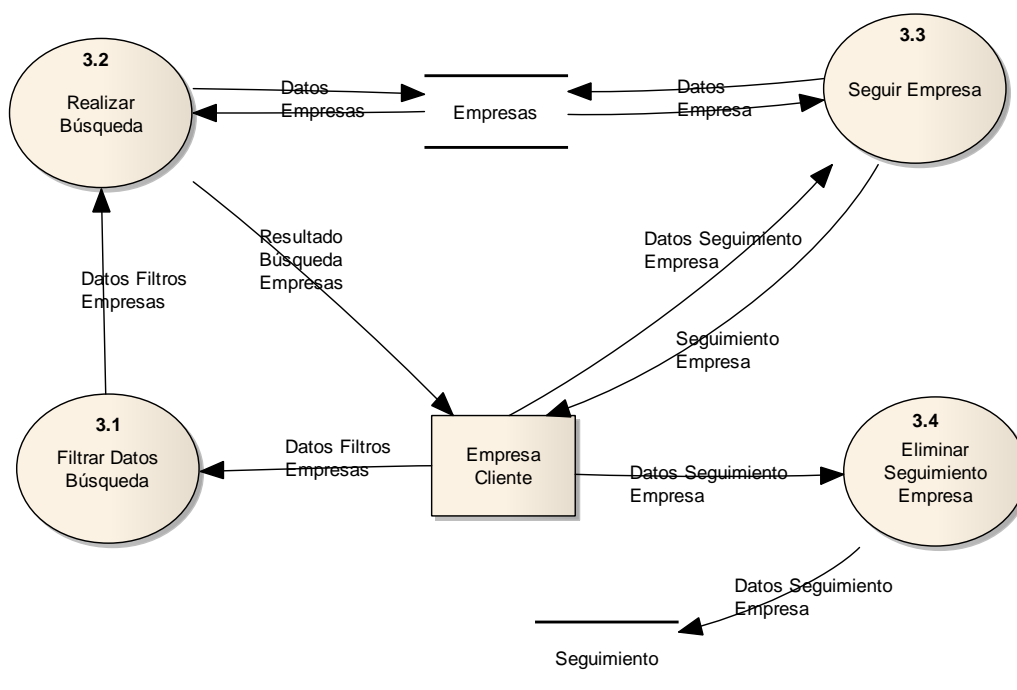 3.2
Realizar
Búsqueda
Datos
Empresas
Empresas
Datos
Empresa
3.3
Seguir Empresa
Resultado
Búsqueda
Empresas
Datos Seguimiento
Empresa
Datos Filtros
Empresas
Seguimiento
Empresa
3.1
Filtrar Datos
Búsqueda
Datos Filtros
Empresas
Empresa
Cliente
Datos Seguimiento
Empresa
3.4
Eliminar
Seguimiento
Empresa
Datos Seguimiento
Empresa
Seguimiento